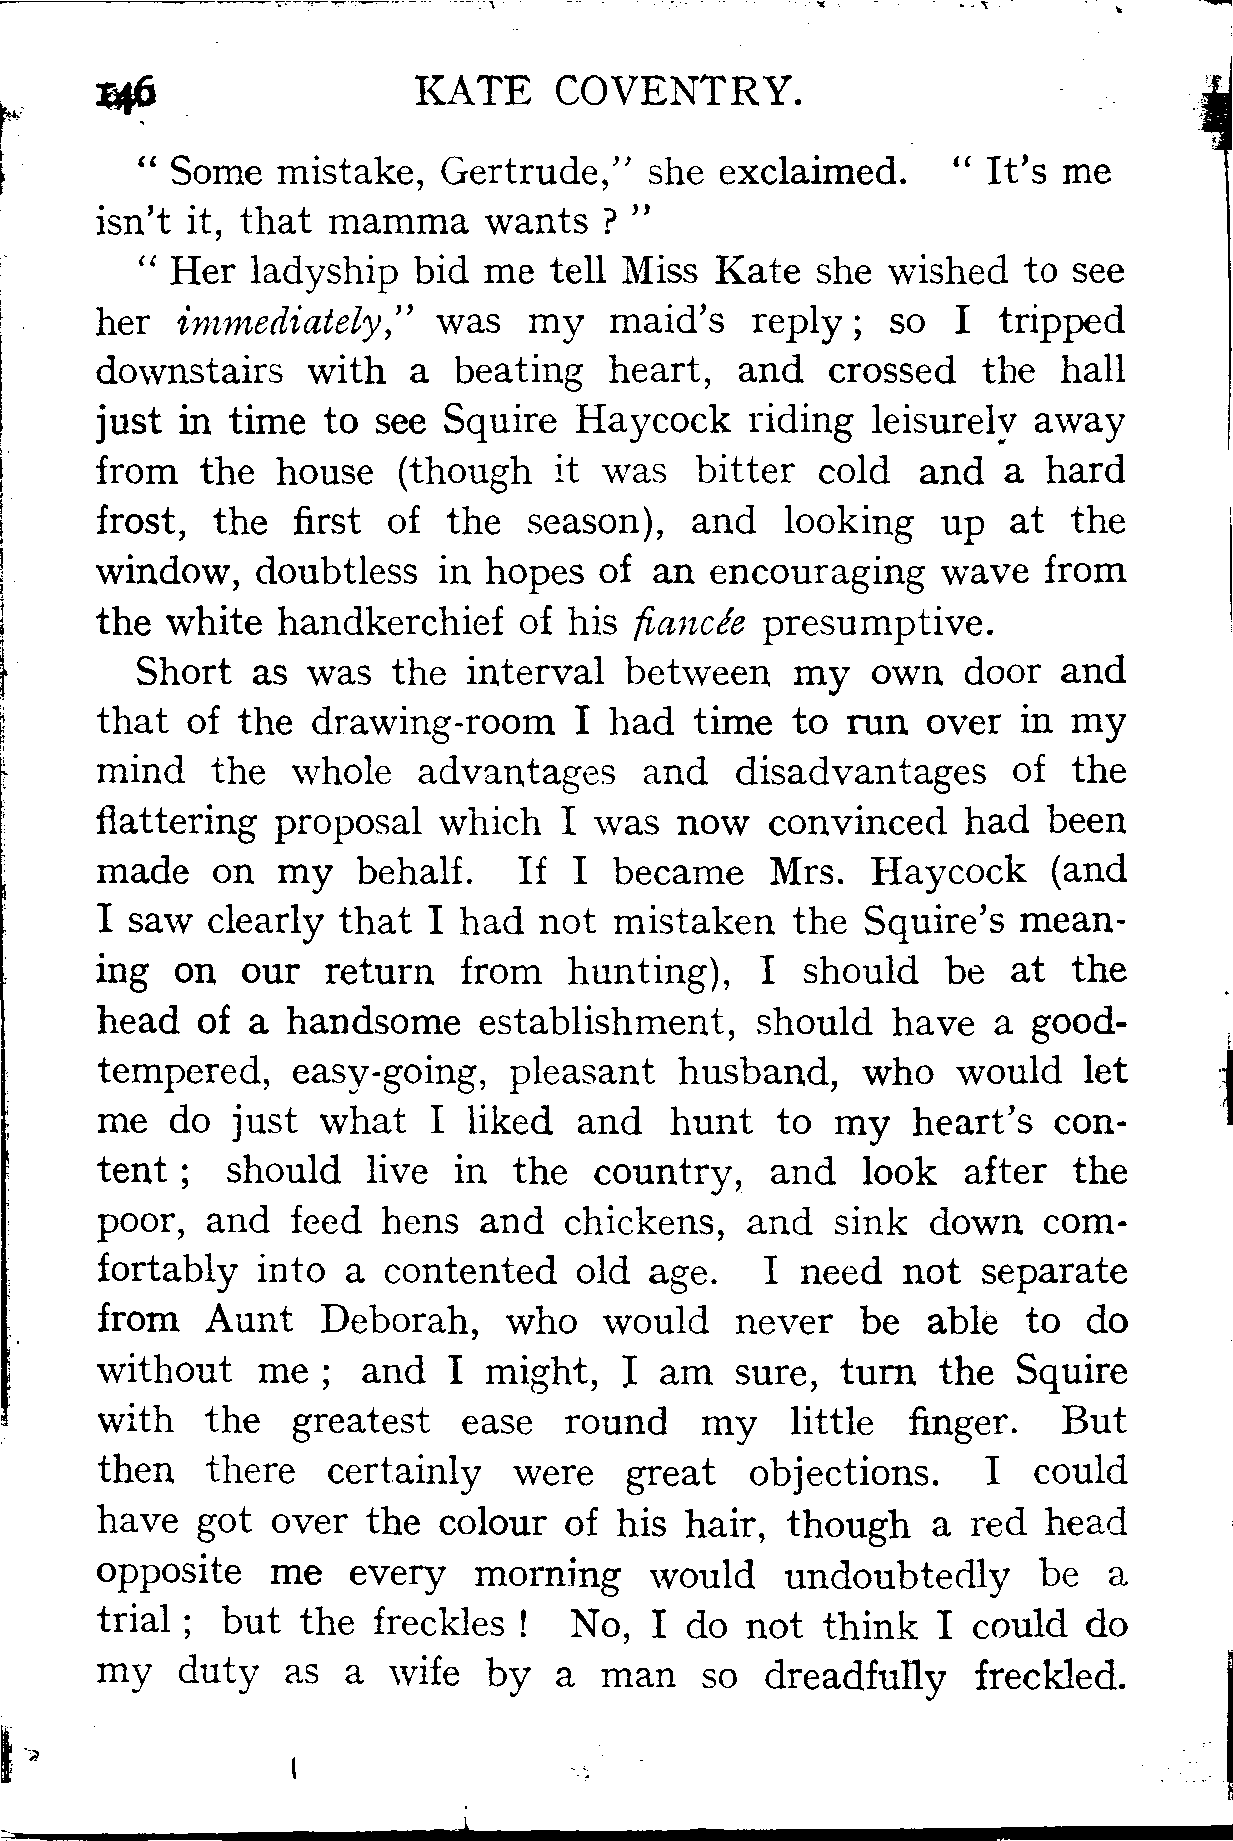 146 KATE COVENTRY.
“ Some mistake, Gertrude,” she exclaimed. “ It’s me
isn’t it, that mamma wants ? ”
“ Her ladyship bid me tell Miss Kate she wished to see
her immediately,” was my maid’s reply ; so I tripped
downstairs with a beating heart, and crossed the hall
just in time to see Squire Haycock riding leisurely away
from the house (though it was bitter cold and a hard
frost, the first of the season), and looking up at the
window, doubtless in hopes of an encouraging wave from
the white handkerchief of his fiancée presumptive.
Short as was the interval between my own door and
that of the drawing-room I had time to run over in my
mind the whole advantages and disadvantages of the
flattering proposal which I was now convinced had been
made on my behalf. If I became Mrs. Haycock (and
I saw clearly that I had not mistaken the Squire’s mean-
ing on our return from hunting), I should be at the
head of a handsome establishment, should have a good-
tempered, easy-going, pleasant husband, who would let
me do just what I liked and hunt to my heart’s con-
tent ; should live in the country, and look after the
poor, and feed hens and chickens, and sink down com-
fortably into a contented old age. I need not separate
from Aunt Deborah, who would never be able to do
without me ; and I might, I am sure, turn the Squire
with the greatest ease round my little finger. But
then there certainly were great objections. I could
have got over the colour of his hair, though a red head
opposite me every morning would undoubtedly be a
trial ; but the freckles ! No, I do not think I could do
my duty as a wife by a man so dreadfully freckled.